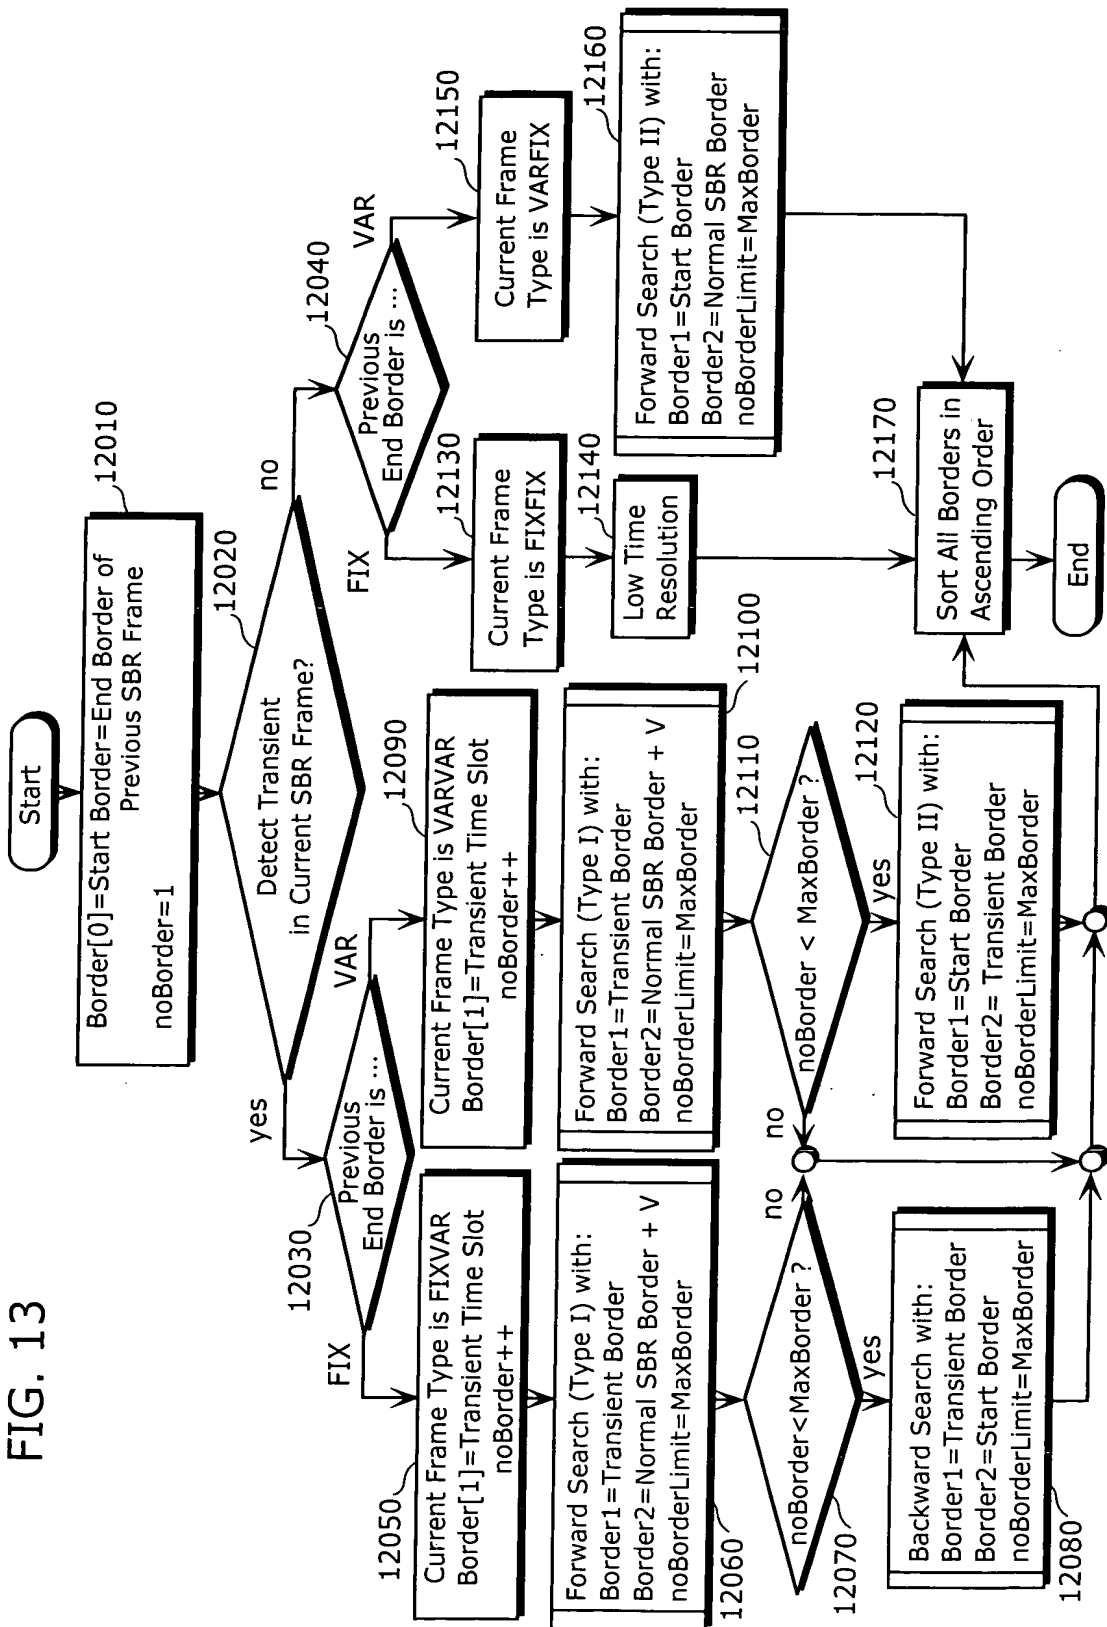 FIG. 13
Start
12010
Border[0]=Start Border=End Border of
Previous SBR Frame
noBorder=1
12020
Detect Transient
in Current SBR Frame?
yes
no
12030
Previous
End Border is ...
FIX
VAR
12040
Previous
End Border is ...
FIX
VAR
12050
Current Frame Type is FIXVAR
Border[1]=Transient Time Slot
noBorder++
12060
Forward Search (Type I) with:
Border1=Transient Border
Border2=Normal SBR Border + V
noBorderLimit=MaxBorder
12070
noBorder<MaxBorder ?
no
yes
12080
Backward Search with:
Border1=Transient Border
Border2=Start Border
noBorderLimit=MaxBorder
12090
Current Frame Type is VARVAR
Border[1]=Transient Time Slot
noBorder++
12100
Forward Search (Type I) with:
Border1=Transient Border
Border2=Normal SBR Border + V
noBorderLimit=MaxBorder
12110
noBorder < MaxBorder ?
no
yes
12120
Forward Search (Type II) with:
Border1=Start Border
Border2= Transient Border
noBorderLimit=MaxBorder
12130
Current Frame
Type is FIXFIX
12140
Low Time
Resolution
12150
Current Frame
Type is VARFIX
12160
Forward Search (Type II) with:
Border1=Start Border
Border2=Normal SBR Border
noBorderLimit=MaxBorder
12170
Sort All Borders in
Ascending Order
End